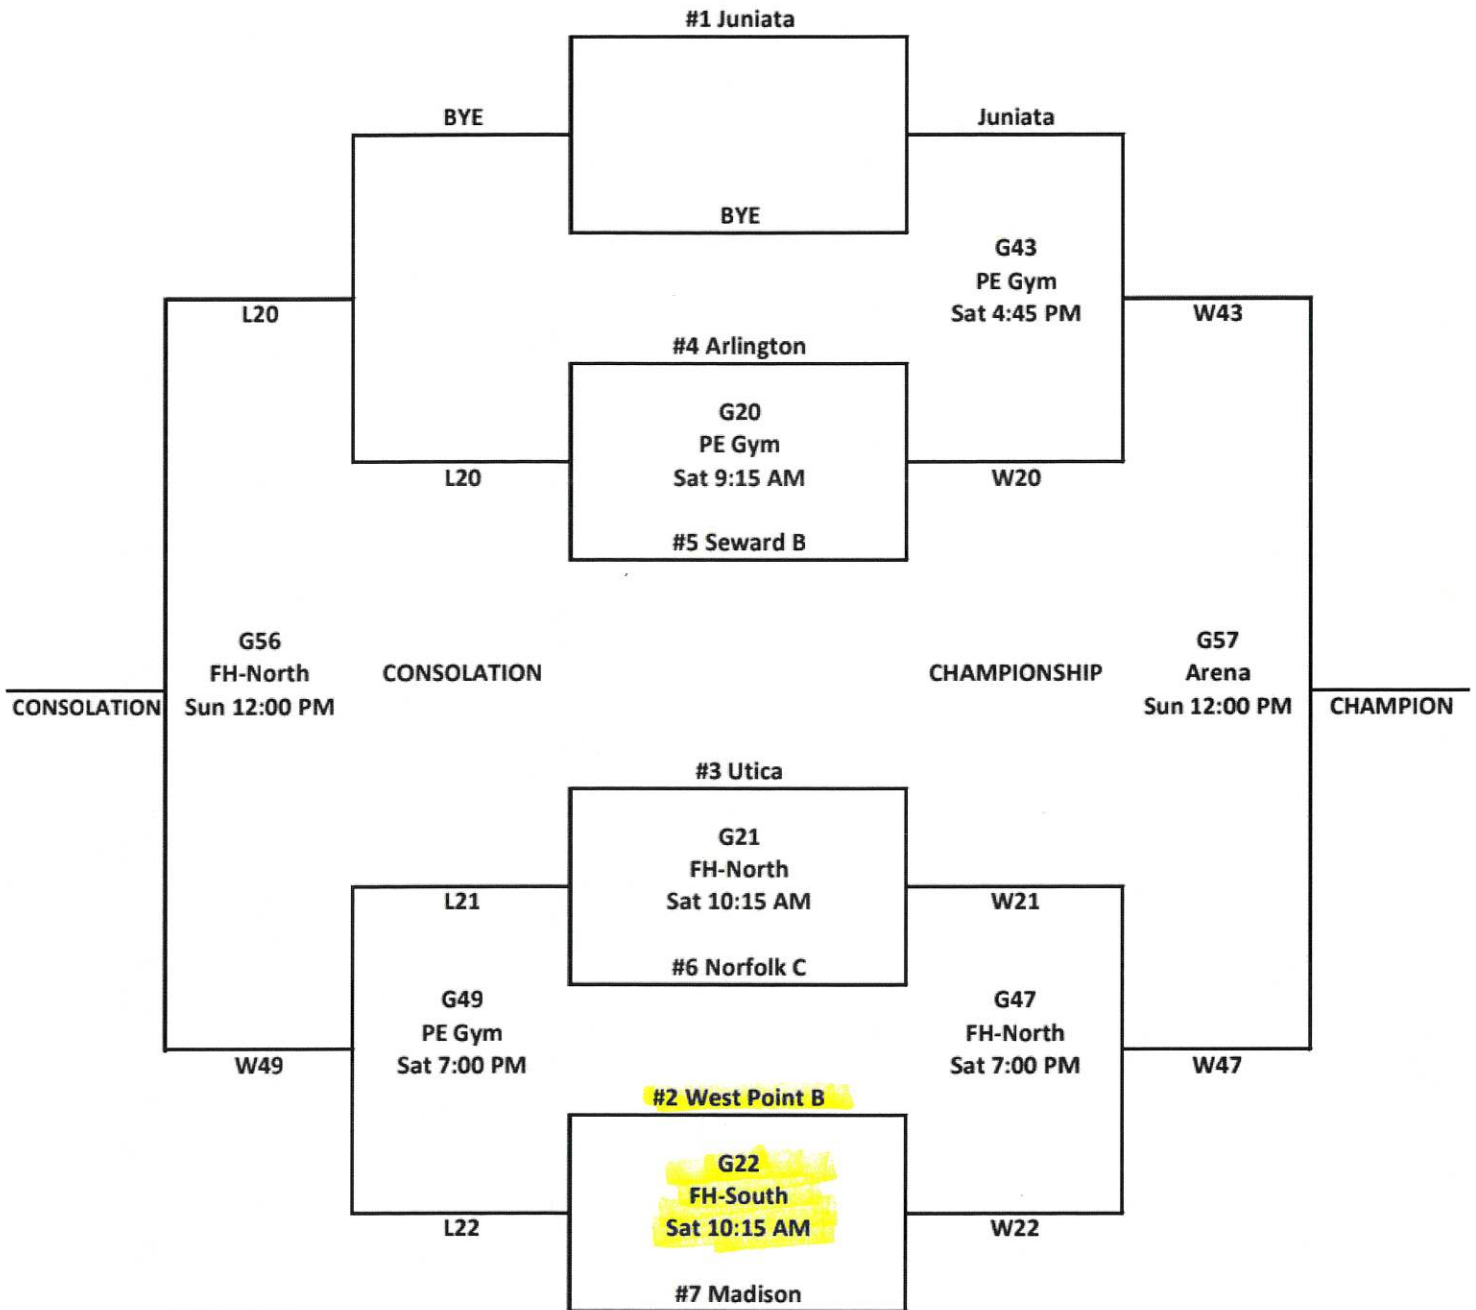 #1 Juniata
BYE
Juniata
BYE
G43
PE Gym
Sat 4:45 PM
L20
W43
#4 Arlington
G20
PE Gym
Sat 9:15 AM
L20
W20
#5 Seward B
G56
FH-North
Sun 12:00 PM
CONSOLATION
CHAMPIONSHIP
G57
Arena
Sun 12:00 PM
CONSOLATION
CHAMPION
#3 Utica
G21
FH-North
Sat 10:15 AM
L21
W21
#6 Norfolk C
G49
PE Gym
Sat 7:00 PM
G47
FH-North
Sat 7:00 PM
W49
W47
#2 West Point B
G22
FH-South
Sat 10:15 AM
L22
W22
#7 Madison